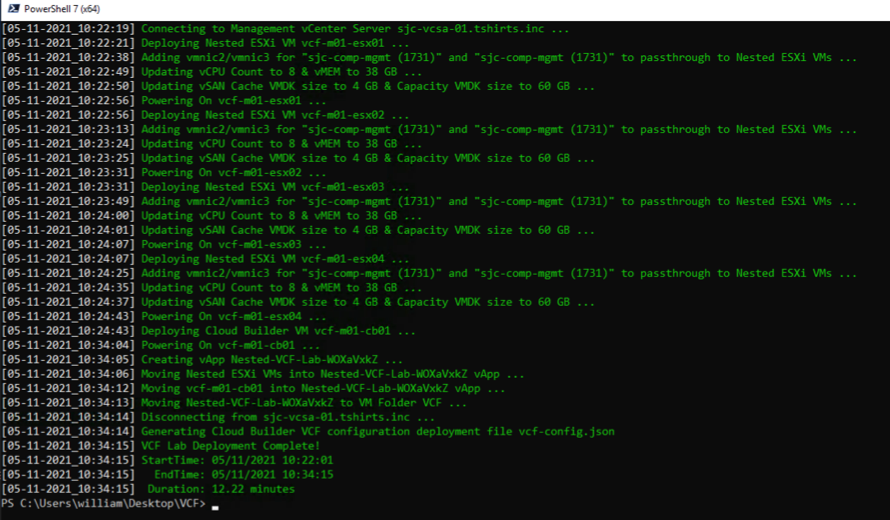 PowerShell 7 (x64)
[05-11-2021_10:22:19] Connecting to Management vCenter Server sjc-vcsa-01.tshirts.inc ...
[05-11-2021_10:22:21] Deploying Nested ESXi VM vcf-m01-esx01 ...
[05-11-2021_10:22:38] Adding vmnic2/vmnic3 for "sjc-comp-mgmt (1731)" and "sjc-comp-mgmt (1731)" to passthrough to Nested ESXi VMs ...
[05-11-2021_10:22:49] Updating vCPU Count to 8 & vMEM to 38 GB ...
[05-11-2021_10:22:50] Updating vSAN Cache VMDK size to 4 GB & Capacity VMDK size to 60 GB ...
[05-11-2021_10:22:56] Powering On vcf-m01-esx01 ...
[05-11-2021_10:22:56] Deploying Nested ESXi VM vcf-m01-esx02 ...
[05-11-2021_10:23:13] Adding vmnic2/vmnic3 for "sjc-comp-mgmt (1731)" and "sjc-comp-mgmt (1731)" to passthrough to Nested ESXi VMs ...
[05-11-2021_10:23:24] Updating vCPU Count to 8 & vMEM to 38 GB ...
[05-11-2021_10:23:25] Updating vSAN Cache VMDK size to 4 GB & Capacity VMDK size to 60 GB ...
[05-11-2021_10:23:31] Powering On vcf-m01-esx02 ...
[05-11-2021_10:23:31] Deploying Nested ESXi VM vcf-m01-esx03 ...
[05-11-2021_10:23:49] Adding vmnic2/vmnic3 for "sjc-comp-mgmt (1731)" and "sjc-comp-mgmt (1731)" to passthrough to Nested ESXi VMs ...
[05-11-2021_10:24:00] Updating vCPU Count to 8 & vMEM to 38 GB ...
[05-11-2021_10:24:01] Updating vSAN Cache VMDK size to 4 GB & Capacity VMDK size to 60 GB ...
[05-11-2021_10:24:07] Powering On vcf-m01-esx03 ...
[05-11-2021_10:24:07] Deploying Nested ESXi VM vcf-m01-esx04 ...
[05-11-2021_10:24:25] Adding vmnic2/vmnic3 for "sjc-comp-mgmt (1731)" and "sjc-comp-mgmt (1731)" to passthrough to Nested ESXi VMs ...
[05-11-2021_10:24:35] Updating vCPU Count to 8 & vMEM to 38 GB ...
[05-11-2021_10:24:37] Updating vSAN Cache VMDK size to 4 GB & Capacity VMDK size to 60 GB ...
[05-11-2021_10:24:43] Powering On vcf-m01-esx04 ...
[05-11-2021_10:24:43] Deploying Cloud Builder VM vcf-m01-cb01 ...
[05-11-2021_10:34:04] Powering On vcf-m01-cb01 ...
[05-11-2021_10:34:05] Creating vApp Nested-VCF-Lab-WOXaVxkZ ...
[05-11-2021_10:34:06] Moving Nested ESXi VMs into Nested-VCF-Lab-WOXaVxkZ vApp ...
[05-11-2021_10:34:12] Moving vcf-m01-cb01 into Nested-VCF-Lab-WOXaVxkZ vApp ...
[05-11-2021_10:34:13] Moving Nested-VCF-Lab-WOXaVxkZ to VM Folder VCF ...
[05-11-2021_10:34:14] Disconnecting from sjc-vcsa-01.tshirts.inc ...
[05-11-2021_10:34:14] Generating Cloud Builder VCF configuration deployment file vcf-config.json
[05-11-2021_10:34:15] VCF Lab Deployment Complete!
[05-11-2021_10:34:15] StartTime: 05/11/2021 10:22:01
[05-11-2021_10:34:15]   EndTime: 05/11/2021 10:34:15
[05-11-2021_10:34:15]  Duration: 12.22 minutes
PS C:\Users\william\Desktop\VCF>